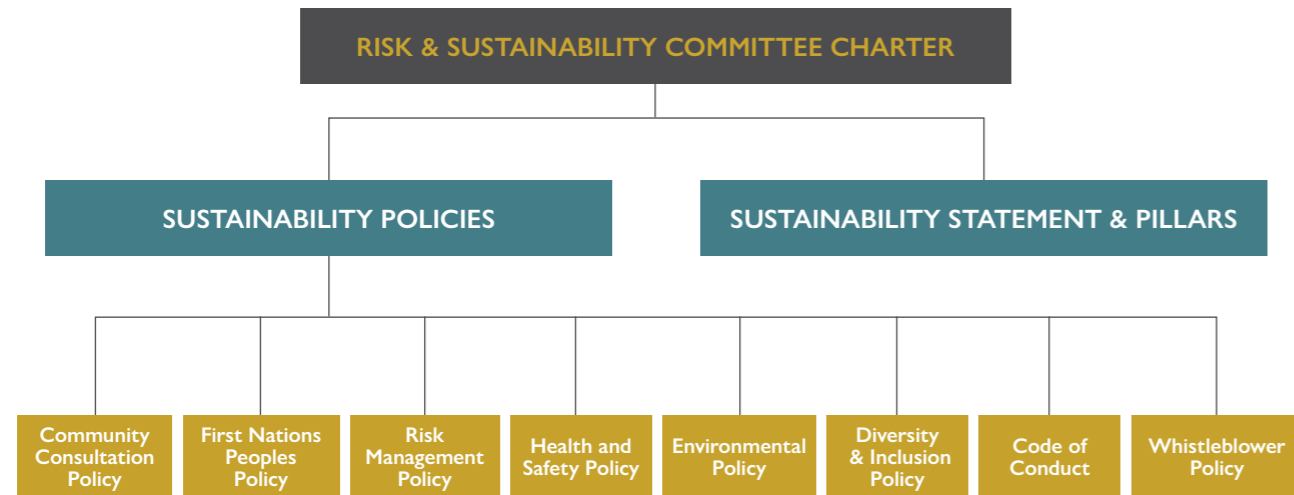 RISK & SUSTAINABILITY COMMITTEE CHARTER
SUSTAINABILITY POLICIES
SUSTAINABILITY STATEMENT & PILLARS
Community
Consultation
Policy
First Nations
Peoples
Policy
Risk
Management
Policy
Health and
Safety Policy
Environmental
Policy
Diversity
& Inclusion
Policy
Code of
Conduct
Whistleblower
Policy